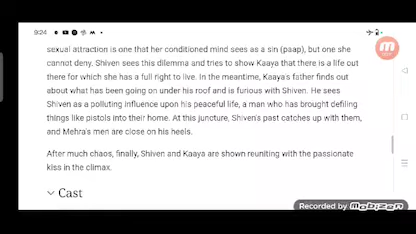 9:24
sexual attraction is one that her conditioned mind sees as a sin (paap), but one she
cannot deny. Shiven sees this dilemma and tries to show Kaaya that there is a life out
there for which she has a full right to live. In the meantime, Kaaya's father finds out
about what has been going on under his roof and is furious with Shiven. He sees
Shiven as a polluting influence upon his peaceful life, a man who has brought defiling
things like pistols into their home. At this juncture, Shiven's past catches up with them,
and Mehra's men are close on his heels.
After much chaos, finally, Shiven and Kaaya are shown reuniting with the passionate
kiss in the climax.
Cast
Recorded by Mobizen